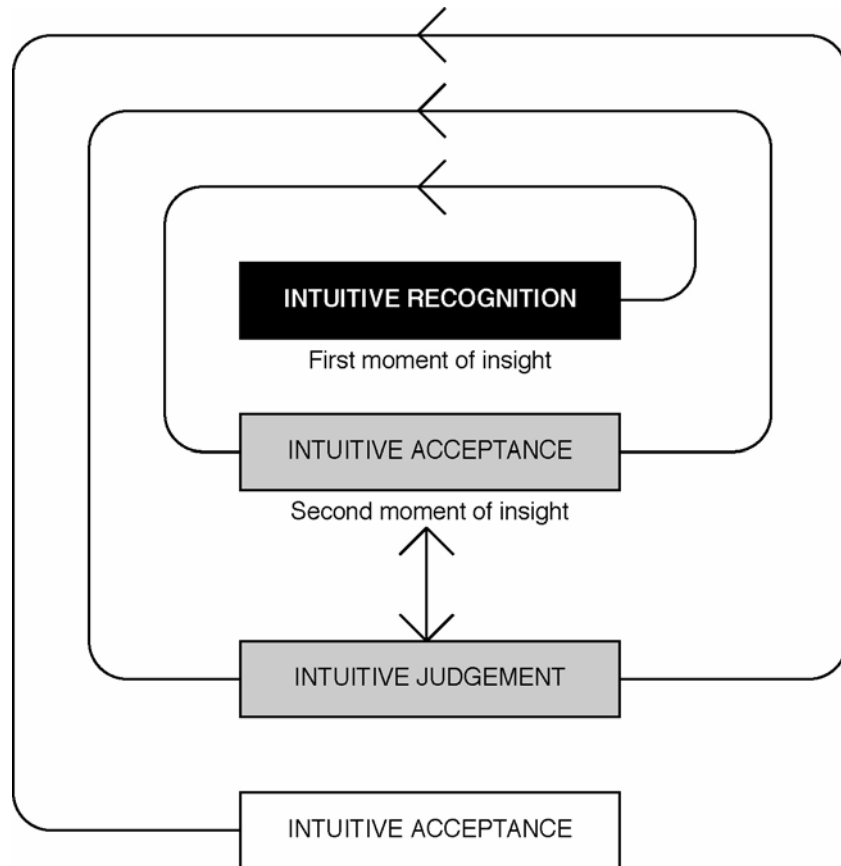 INTUITIVE RECOGNITION
First moment of insight
INTUITIVE ACCEPTANCE
Second moment of insight
INTUITIVE JUDGEMENT
INTUITIVE ACCEPTANCE